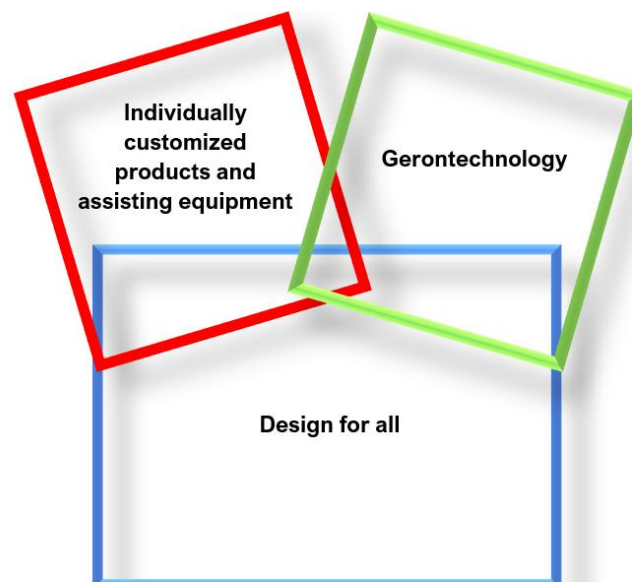 Individually
customized
products and
assisting equipment
Gerontechnology
Design for all